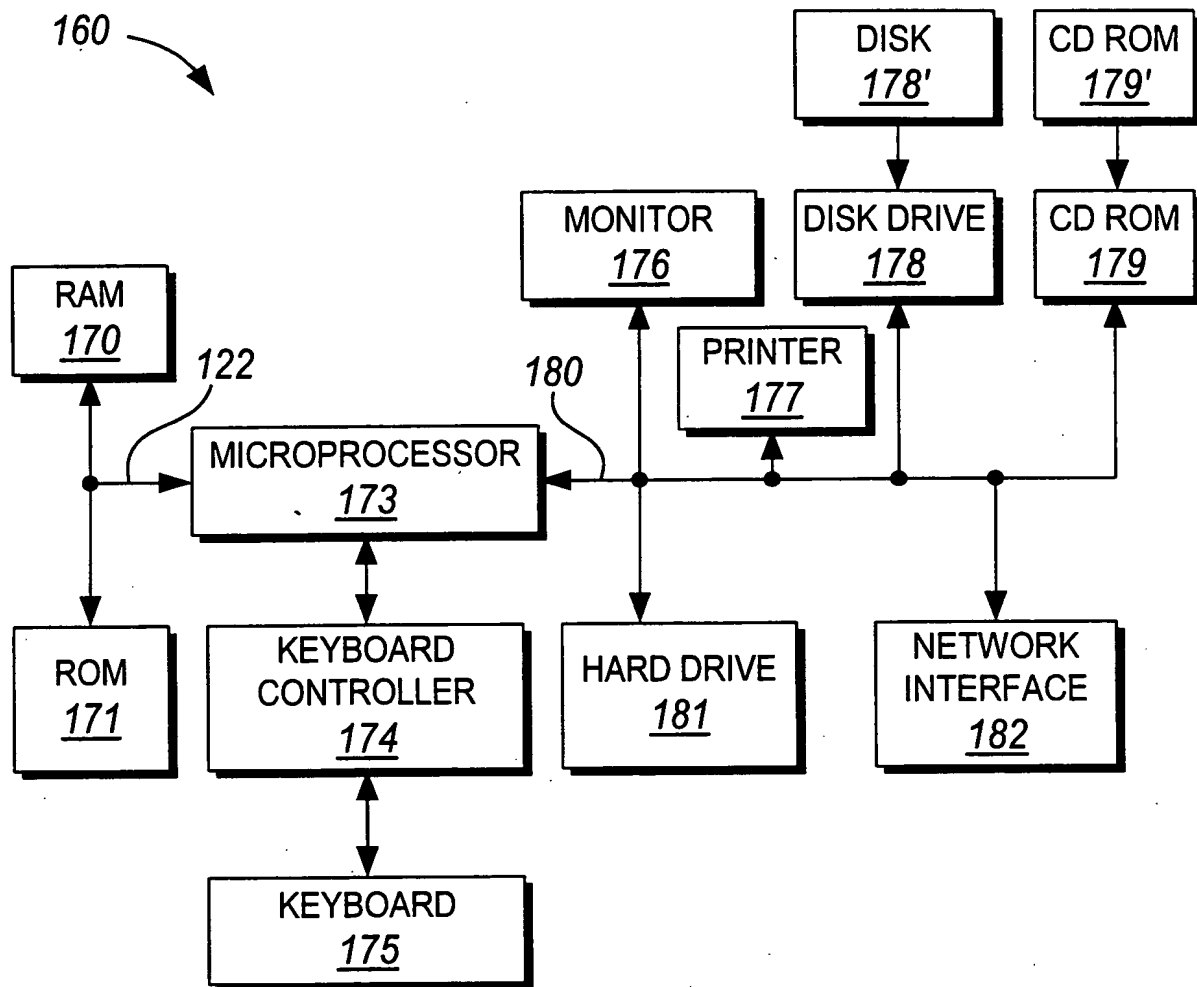 160
DISK
178'
CD ROM
179'
MONITOR
176
DISK DRIVE
178
CD ROM
179
RAM
170
122
180
PRINTER
177
MICROPROCESSOR
173
ROM
171
KEYBOARD
CONTROLLER
174
HARD DRIVE
181
NETWORK
INTERFACE
182
KEYBOARD
175